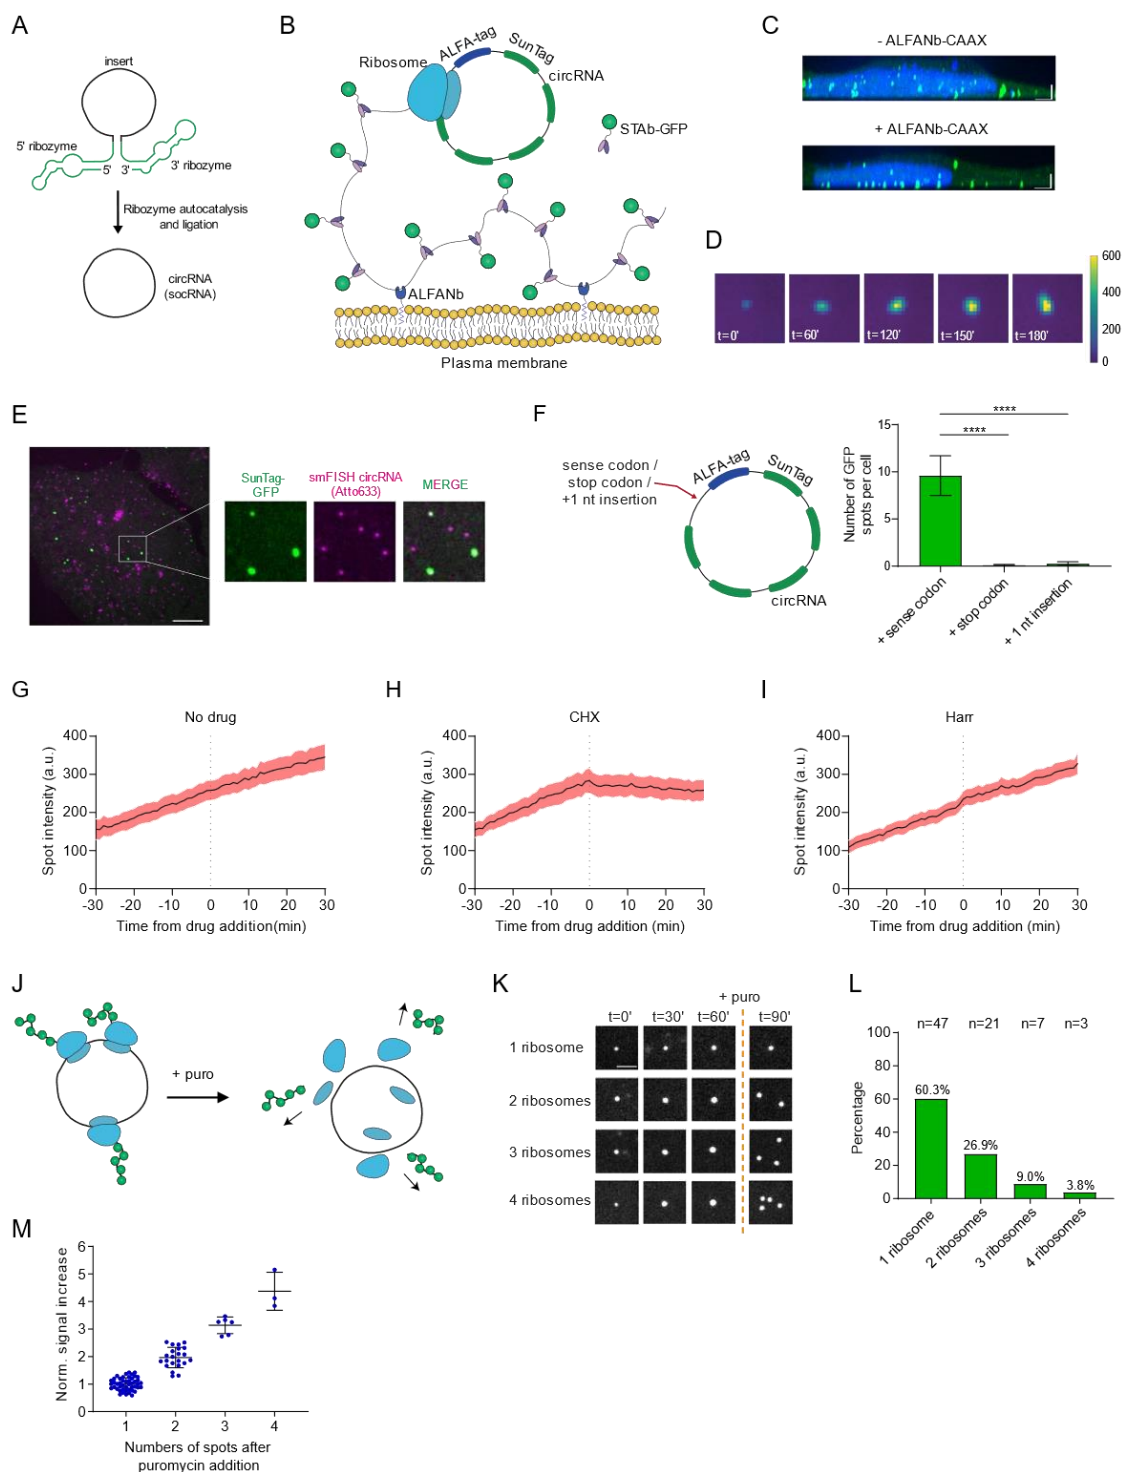 A
insert
5' ribozyme
5'
3'
3' ribozyme
Ribozyme autocatalysis
and ligation
circRNA
(socRNA)
B
Ribosome
ALFA-tag
SunTag
circRNA
STAb-GFP
ALFANb
Plasma membrane
C
- ALFANb-CAAX
+ ALFANb-CAAX
D
t=0'
t=60'
t=120'
t=150'
t=180'
600
400
200
0
E
SunTag-
GFP
smFISH circRNA
(Atto633)
MERGE
F
sense codon /
stop codon /
+1 nt insertion
ALFA-tag
SunTag
circRNA
Number of GFP
spots per cell
15
10
5
0
****
****
+ sense codon
+ stop codon
+ 1 nt insertion
G
No drug
Spot intensity (a.u.)
400
300
200
100
0
-30 -20 -10 0 10 20 30
Time from drug addition(min)
H
CHX
Spot intensity (a.u.)
400
300
200
100
0
-30 -20 -10 0 10 20 30
Time from drug addition (min)
I
Harr
Spot intensity (a.u.)
400
300
200
100
0
-30 -20 -10 0 10 20 30
Time from drug addition (min)
J
+ puro
K
+ puro
t=0' t=30' t=60' t=90'
1 ribosome
2 ribosomes
3 ribosomes
4 ribosomes
L
n=47 n=21 n=7 n=3
Percentage
100
80
60
40
20
0
60.3%
26.9%
9.0%
3.8%
1 ribosome
2 ribosomes
3 ribosomes
4 ribosomes
M
Norm. signal increase
6
5
4
3
2
1
0
1 2 3 4
Numbers of spots after
puromycin addition